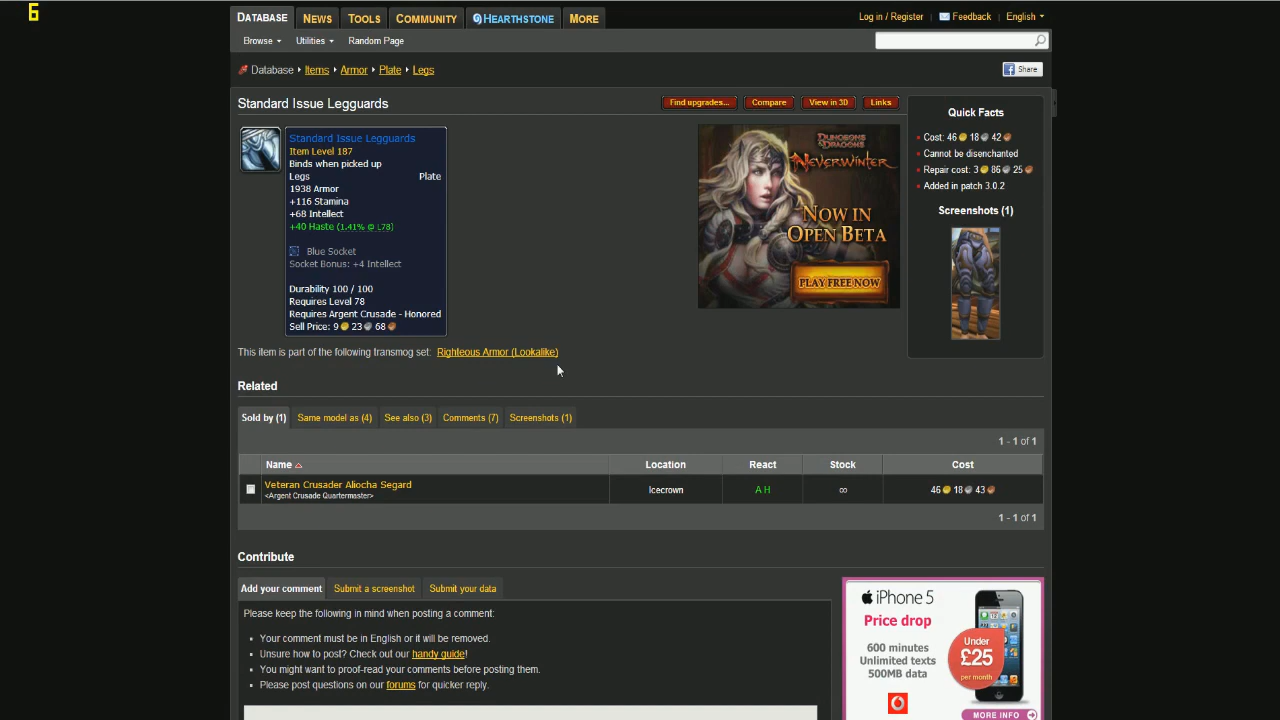 6
DATABASE NEWS TOOLS COMMUNITY HEARTHSTONE MORE
Log in / Register | Feedback | English
Browse Utilities Random Page
Database Items Armor Plate Legs
Share
Standard Issue Legguards
Find upgrades... Compare View in 3D Links
Standard Issue Legguards
Item Level 187
Binds when picked up
Legs Plate
1938 Armor
+116 Stamina
+68 Intellect
+40 Haste (1.41% @ L78)
Blue Socket
Socket Bonus: +4 Intellect
Durability 100 / 100
Requires Level 78
Requires Argent Crusade - Honored
Sell Price: 9 23 68
DUNGEONS & DRAGONS
NEVERWINTER
NOW IN
OPEN BETA
PLAY FREE NOW
Quick Facts
Cost: 46 18 42
Cannot be disenchanted
Repair cost: 3 86 25
Added in patch 3.0.2
Screenshots (1)
This item is part of the following transmog set: Righteous Armor (Lookalike)
Related
Sold by (1) Same model as (4) See also (3) Comments (7) Screenshots (1)
1 - 1 of 1
Name Location React Stock Cost
Veteran Crusader Aliocha Segard
<Argent Crusade Quartermaster>
Icecrown A H ∞ 46 18 43
1 - 1 of 1
Contribute
Add your comment Submit a screenshot Submit your data
Please keep the following in mind when posting a comment:
Your comment must be in English or it will be removed.
Unsure how to post? Check out our handy guide!
You might want to proof-read your comments before posting them.
Please post questions on our forums for quicker reply.
iPhone 5
Price drop
600 minutes
Unlimited texts
500MB data
Under
£25
per month
MORE INFO